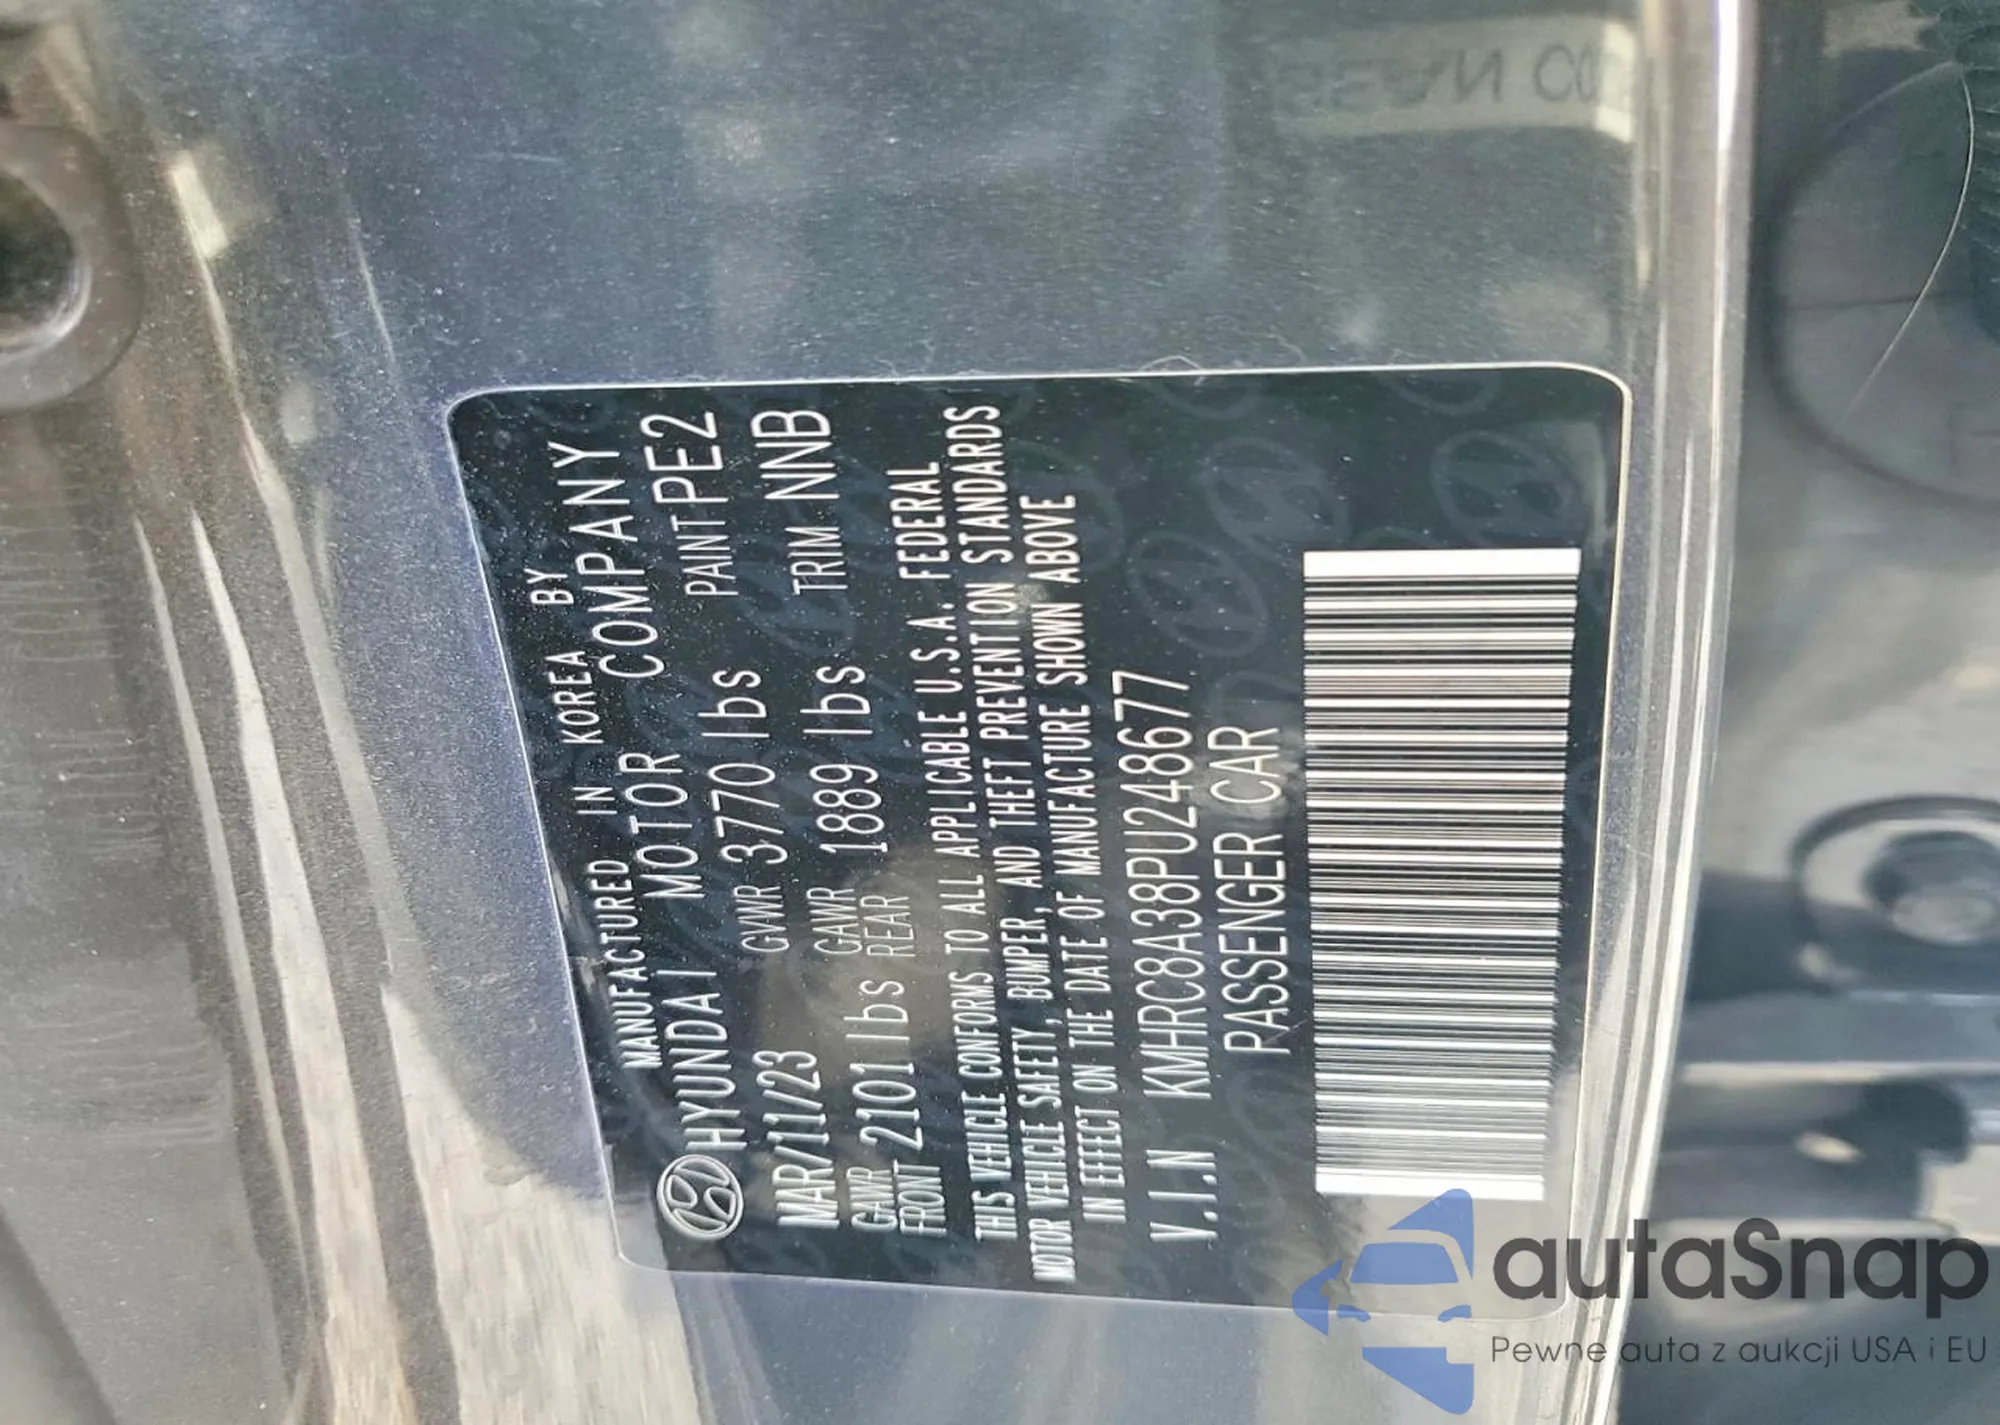 MANUFACTURED IN KOREA BY
HYUNDAI MOTOR COMPANY
MAR/11/23 GVWR 3770 lbs PAINT PE2
GAWR FRONT 2101 lbs GAWR REAR 1889 lbs TRIM NNB
THIS VEHICLE CONFORMS TO ALL APPLICABLE U.S.A. FEDERAL
MOTOR VEHICLE SAFETY, BUMPER, AND THEFT PREVENTION STANDARDS
IN EFFECT ON THE DATE OF MANUFACTURE SHOWN ABOVE
V.I.N KMHRC8A38PU248677
PASSENGER CAR
autaSnap
Pewne auta z aukcji USA i EU